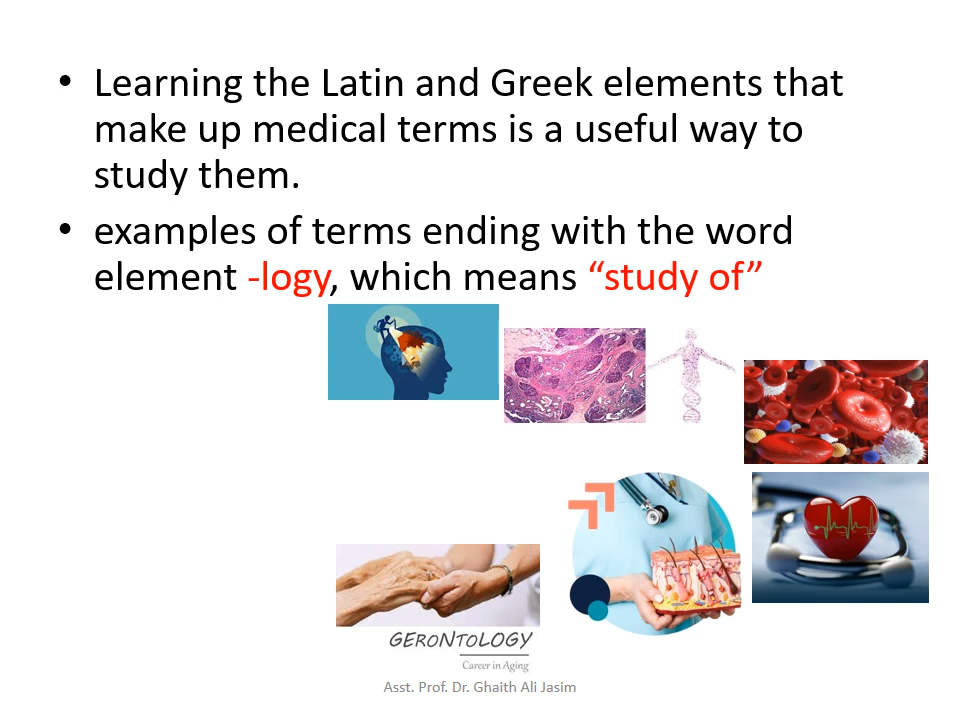 • Learning the Latin and Greek elements that
make up medical terms is a useful way to
study them.
• examples of terms ending with the word
element -logy, which means “study of”
GERONTOLOGY
Career in Aging
Asst. Prof. Dr. Ghaith Ali Jasim